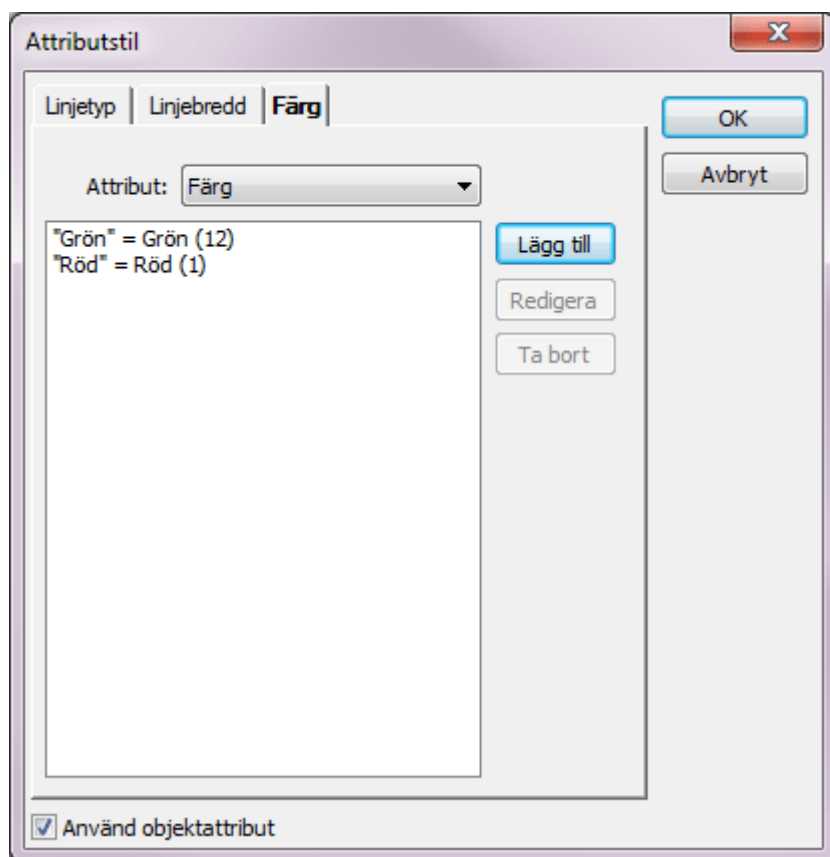 Attributstil
Linjetyp Linjebredd Färg
OK
Avbryt
Attribut: Färg
"Grön" = Grön (12)
"Röd" = Röd (1)
Lägg till
Redigera
Ta bort
Använd objektattribut